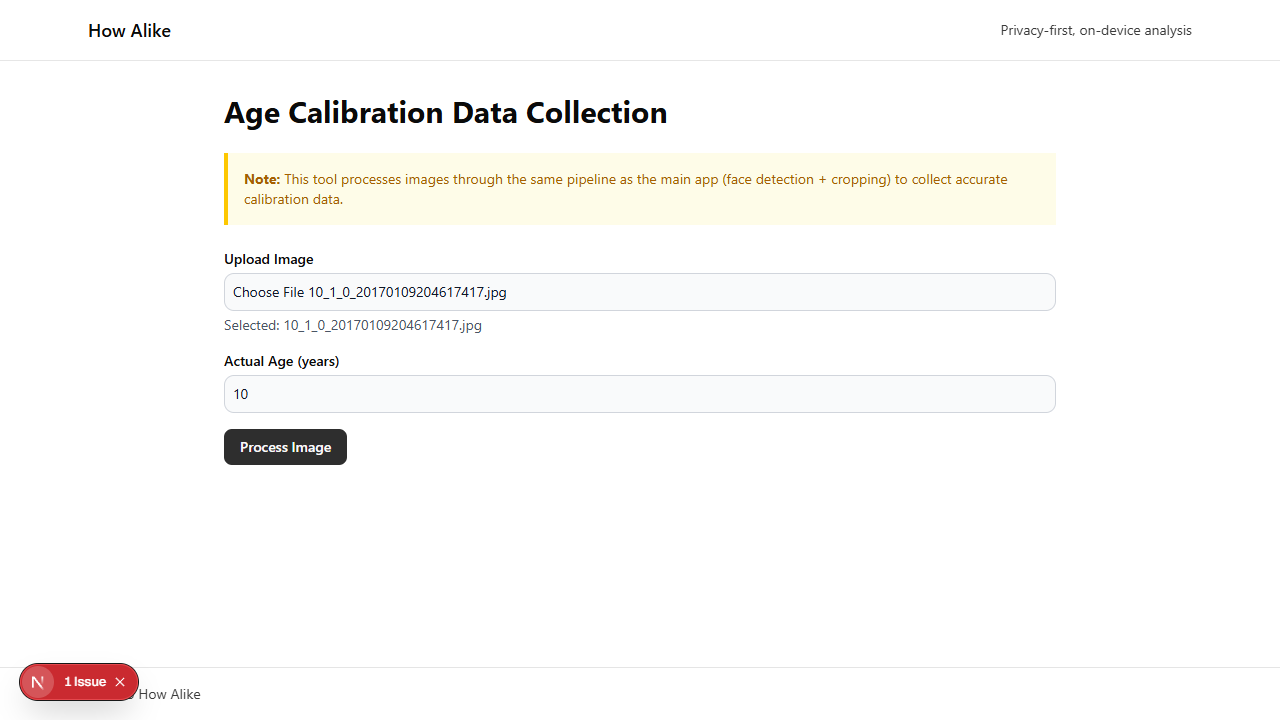 How Alike
Privacy-first, on-device analysis
Age Calibration Data Collection
Note: This tool processes images through the same pipeline as the main app (face detection + cropping) to collect accurate
calibration data.
Upload Image
Choose File 10_1_0_20170109204617417.jpg
Selected: 10_1_0_20170109204617417.jpg
Actual Age (years)
10
Process Image
N 1 Issue ×
How Alike